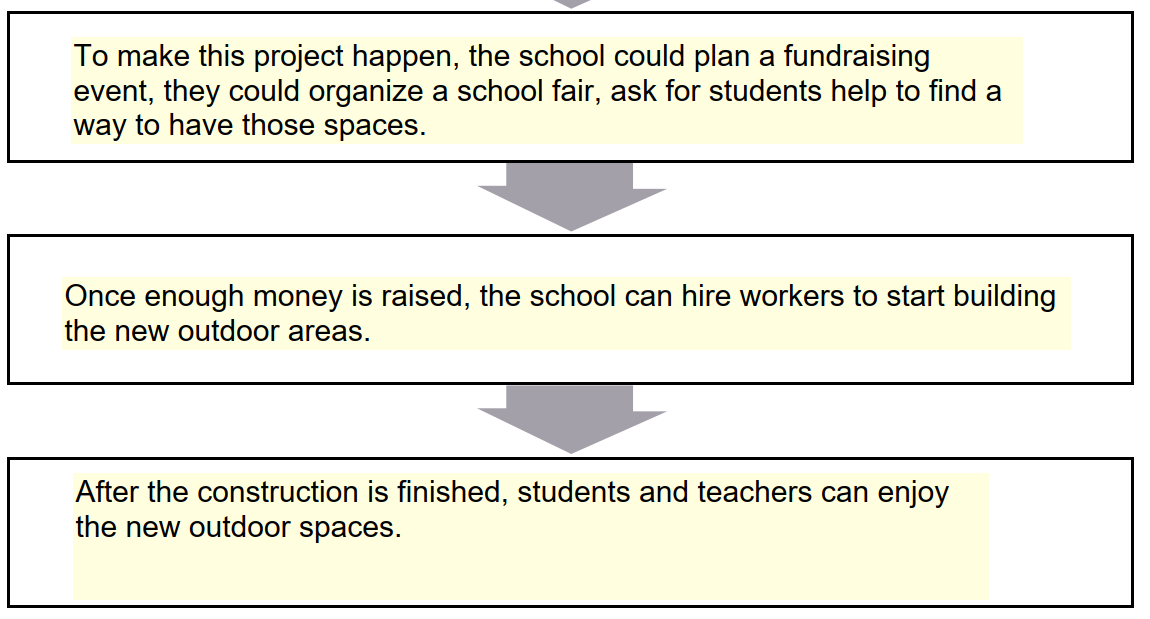 To make this project happen, the school could plan a fundraising
event, they could organize a school fair, ask for students help to find a
way to have those spaces.
Once enough money is raised, the school can hire workers to start building
the new outdoor areas.
After the construction is finished, students and teachers can enjoy
the new outdoor spaces.